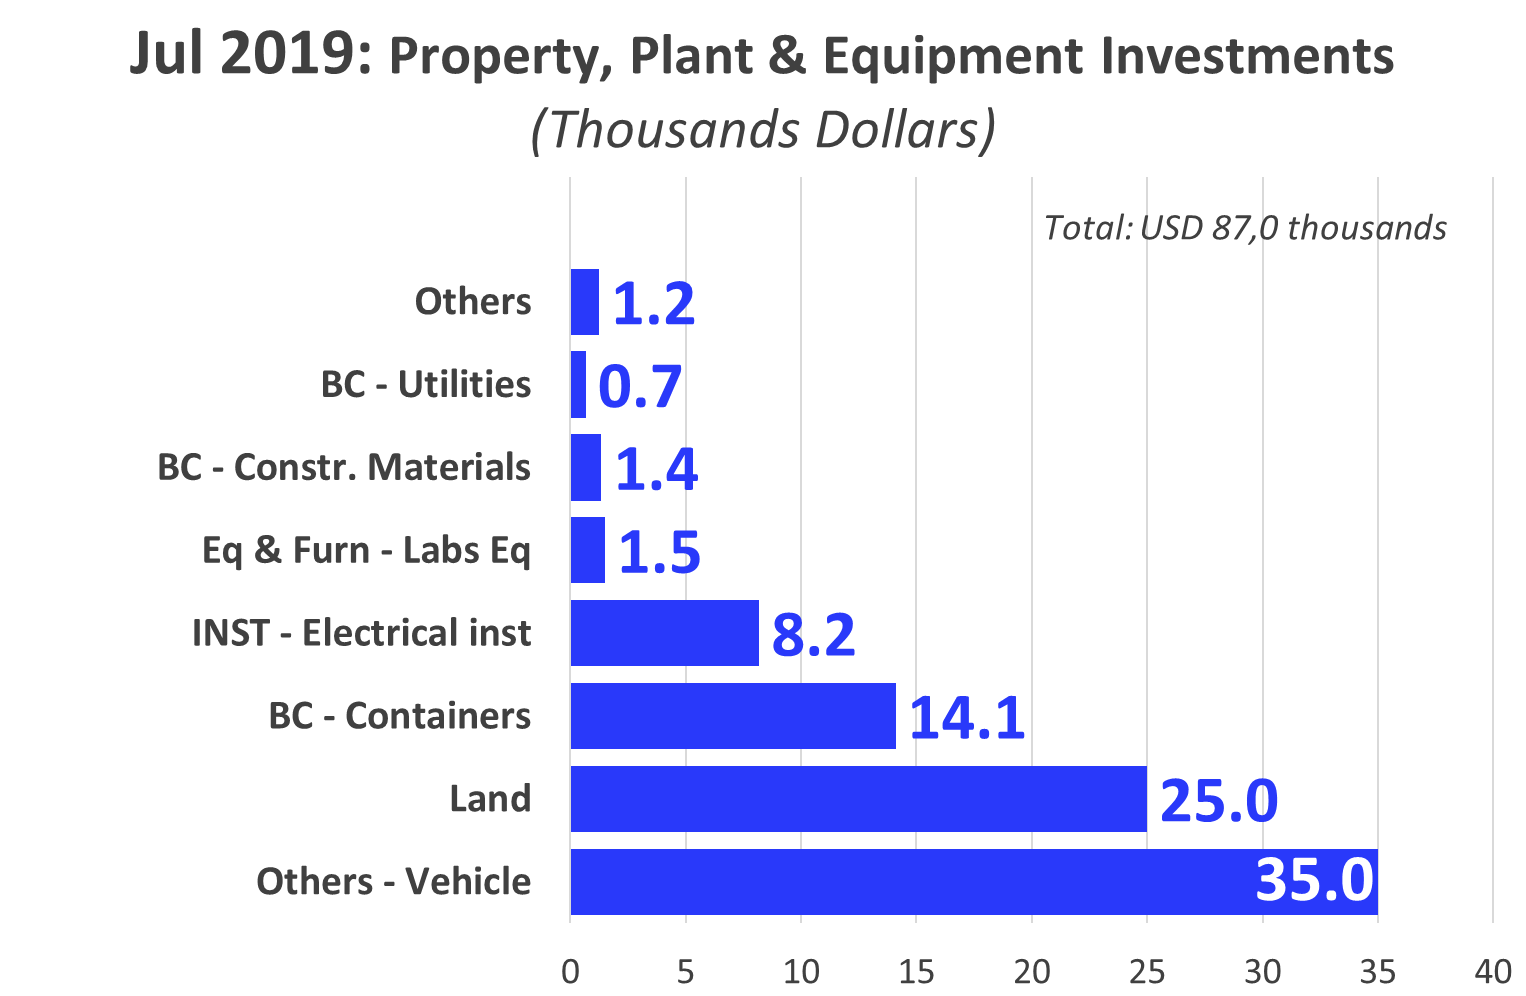 Jul 2019: Property, Plant & Equipment Investments
(Thousands Dollars)
Total: USD 87,0 thousands
Others 1.2
BC - Utilities 0.7
BC - Constr. Materials 1.4
Eq & Furn - Labs Eq 1.5
INST - Electrical inst 8.2
BC - Containers 14.1
Land 25.0
Others - Vehicle 35.0
0 5 10 15 20 25 30 35 40